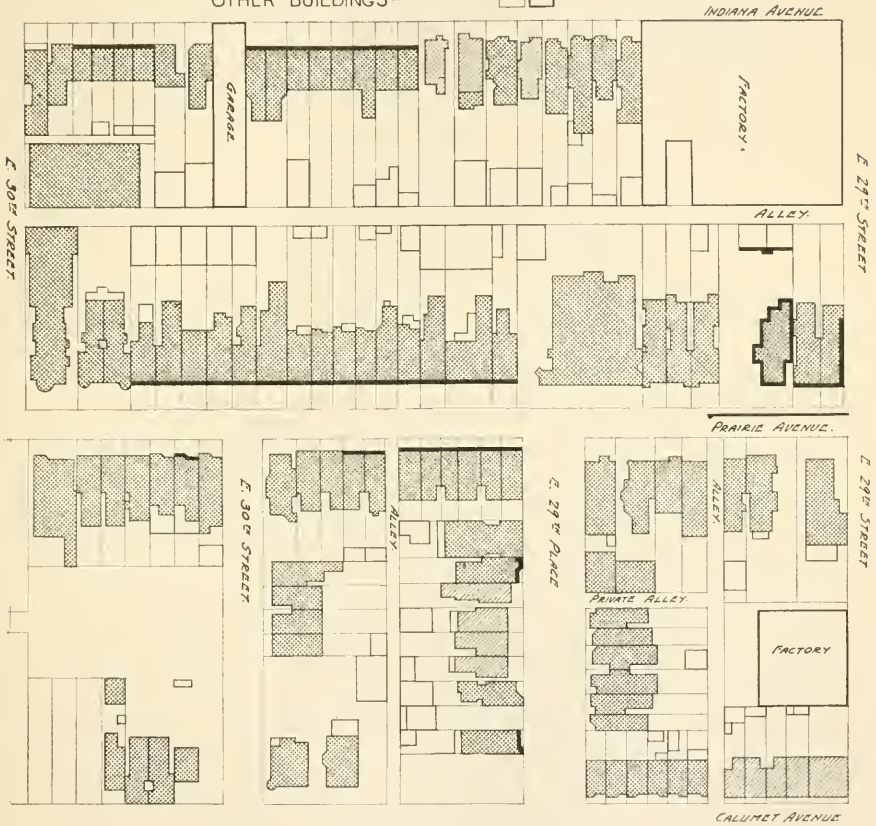 OTHER BUILDINGS
INDIANA AVENUE
GARAGE
FACTORY.
E. 30TH STREET.
E 29TH STREET
ALLEY.
PRAIRIE AVENUE.
E. 30TH STREET.
ALLEY.
E. 29TH PLACE
ALLEY.
E 29TH STREET
PRIVATE ALLEY.
FACTORY
CALUMET AVENUE